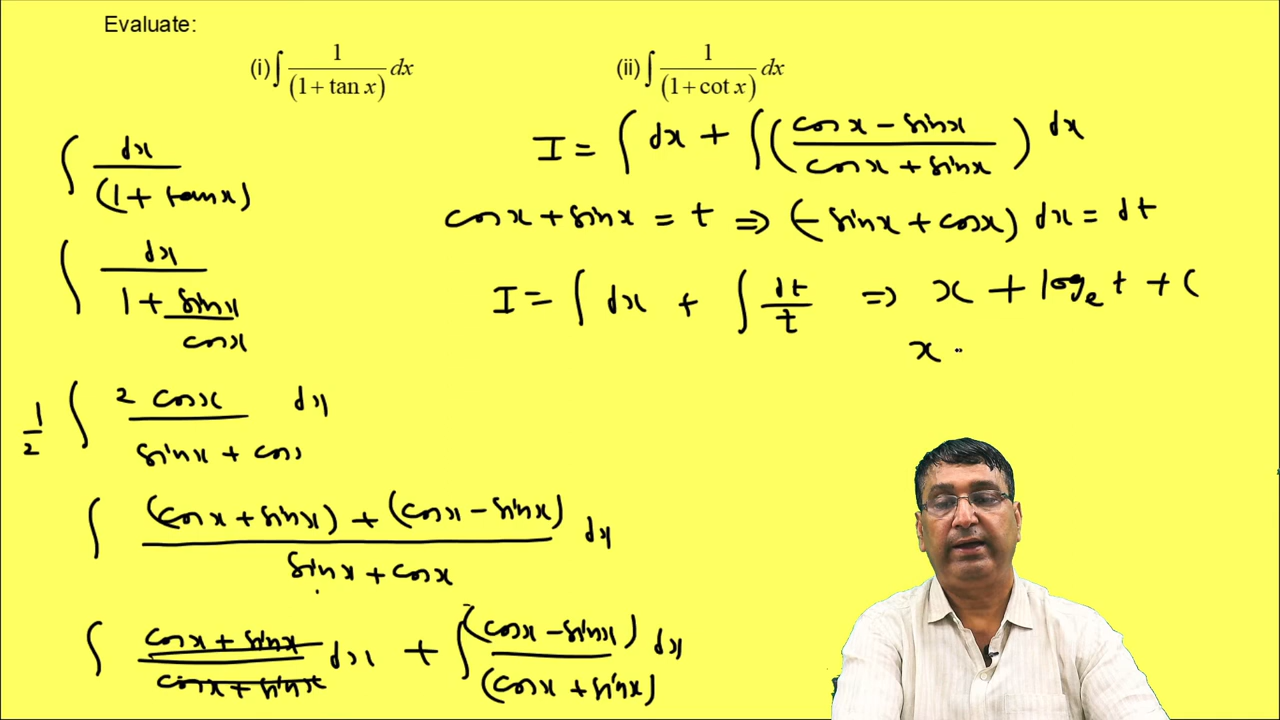 Evaluate:
(i) ∫ 1/(1+tan x) dx
(ii) ∫ 1/(1+cot x) dx
∫ dx/(1+tanx)
∫ dx/(1+sinx/cosx)
1/2 ∫ 2cosx/(sinx+cos) dx
∫ ((cosx+sinx)+(cosx-sinx))/(sinx+cosx) dx
∫ (cosx+sinx)/(cosx+sinx) dx + ∫ (cosx-sinx)/(cosx+sinx) dx
I = ∫ dx + ∫ ((cosx-sinx)/(cosx+sinx)) dx
cosx+sinx = t ⇒ (-sinx+cosx) dx = dt
I = ∫ dx + ∫ dt/t ⇒ x + logₑ t + C
x